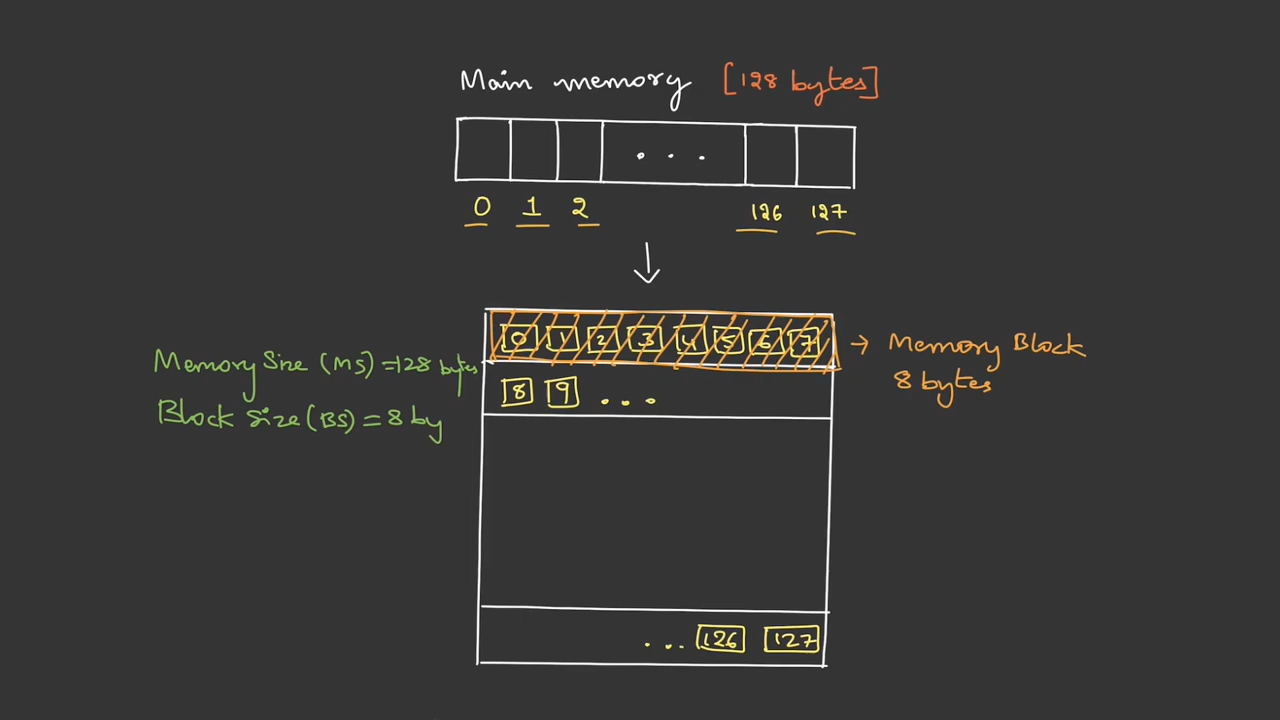 Main memory [128 bytes]
. . .
0 1 2 126 127
0 1 2 3 4 5 6 7
→ Memory Block
8 bytes
Memory Size (MS) = 128 bytes
Block Size (BS) = 8 by
8 9 . . .
. . . 126 127